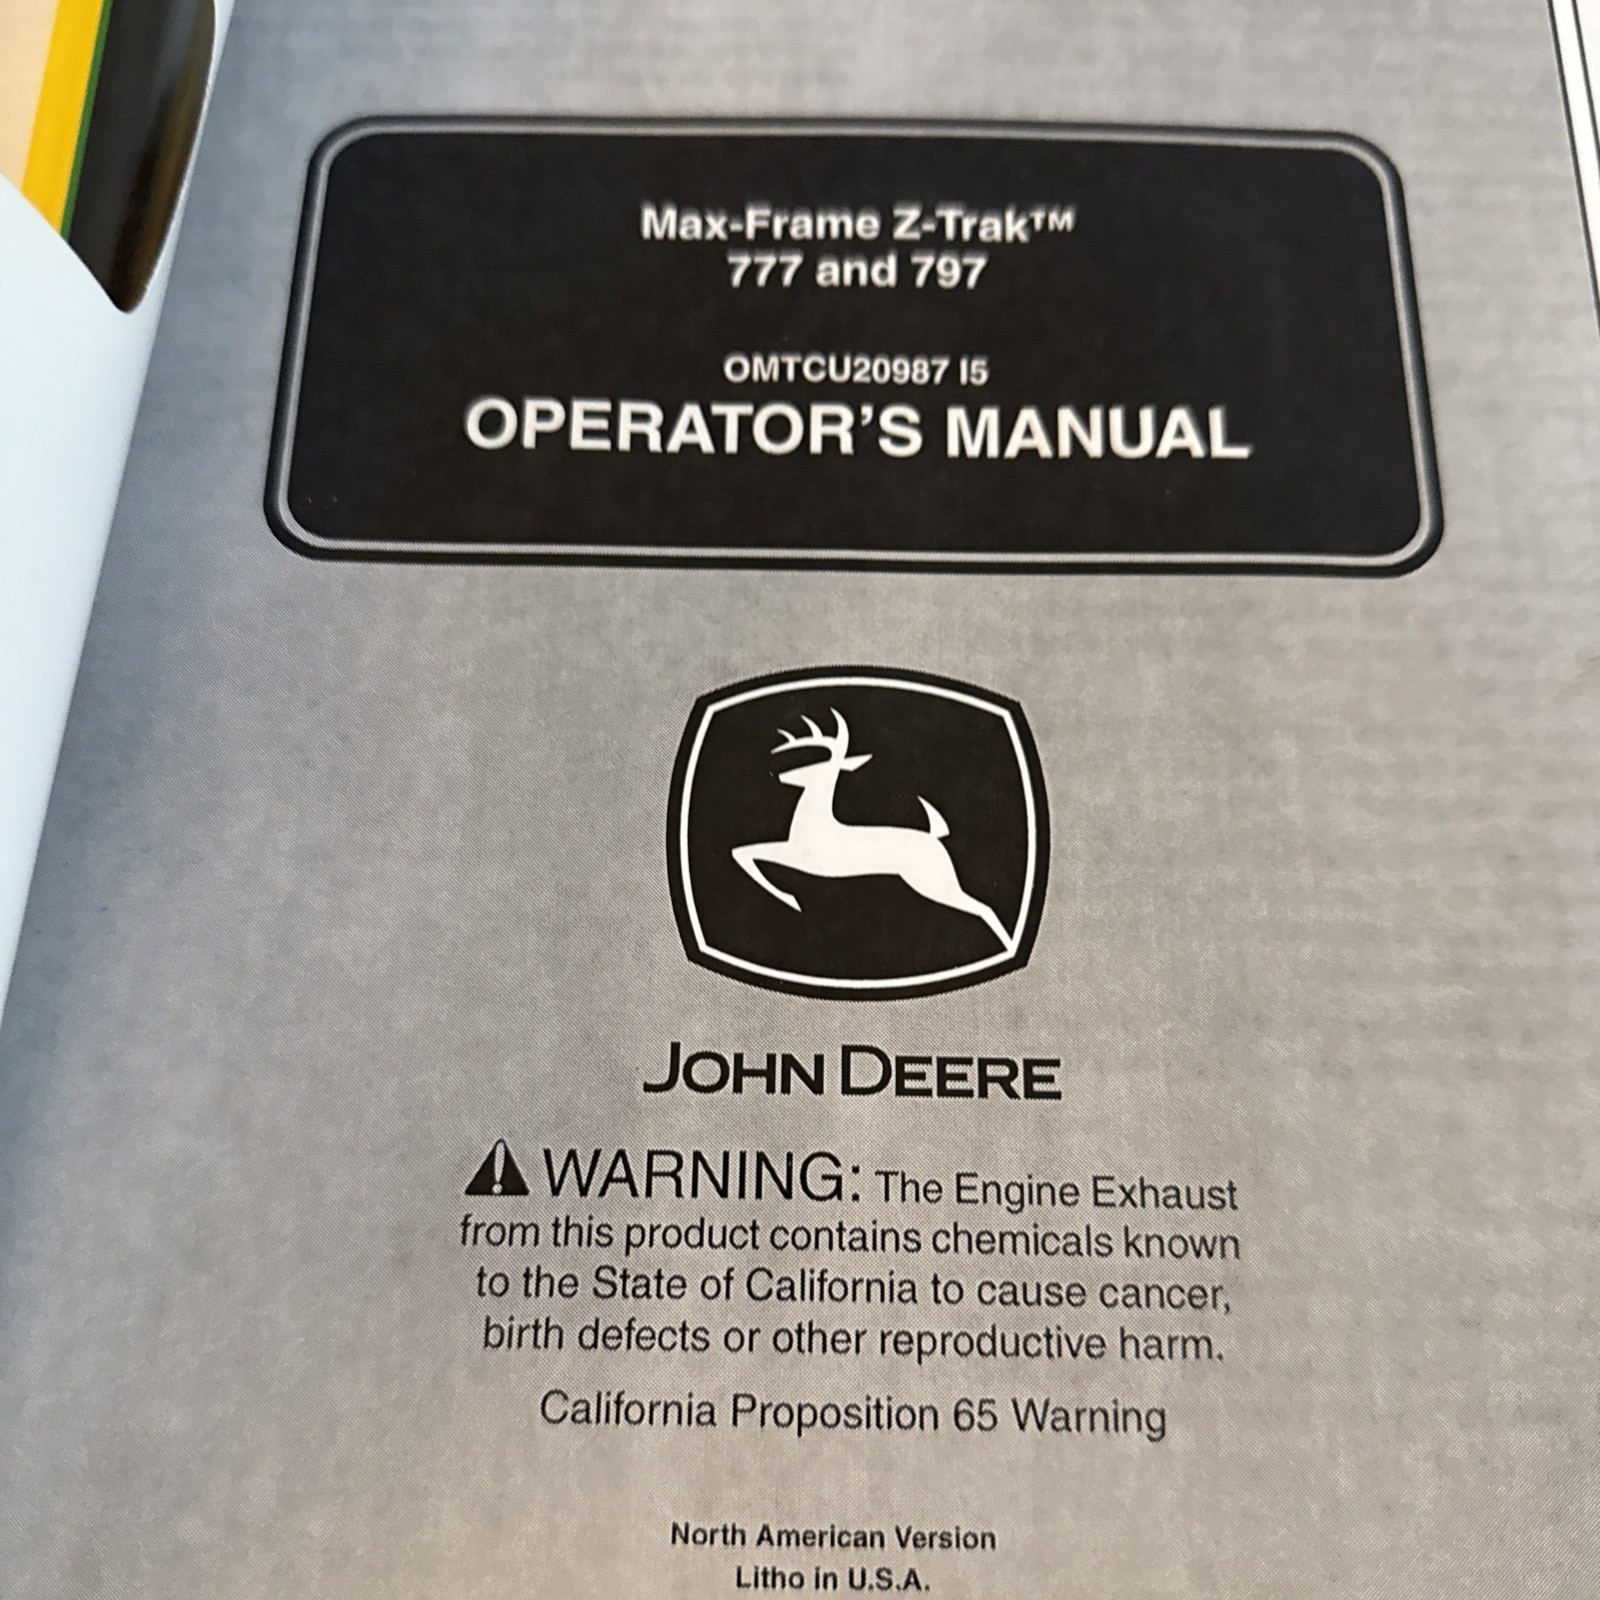 Max-Frame Z-Trak™
777 and 797
OMTCU20987 I5
OPERATOR'S MANUAL
JOHN DEERE
WARNING: The Engine Exhaust
from this product contains chemicals known
to the State of California to cause cancer,
birth defects or other reproductive harm.
California Proposition 65 Warning
North American Version
Litho in U.S.A.